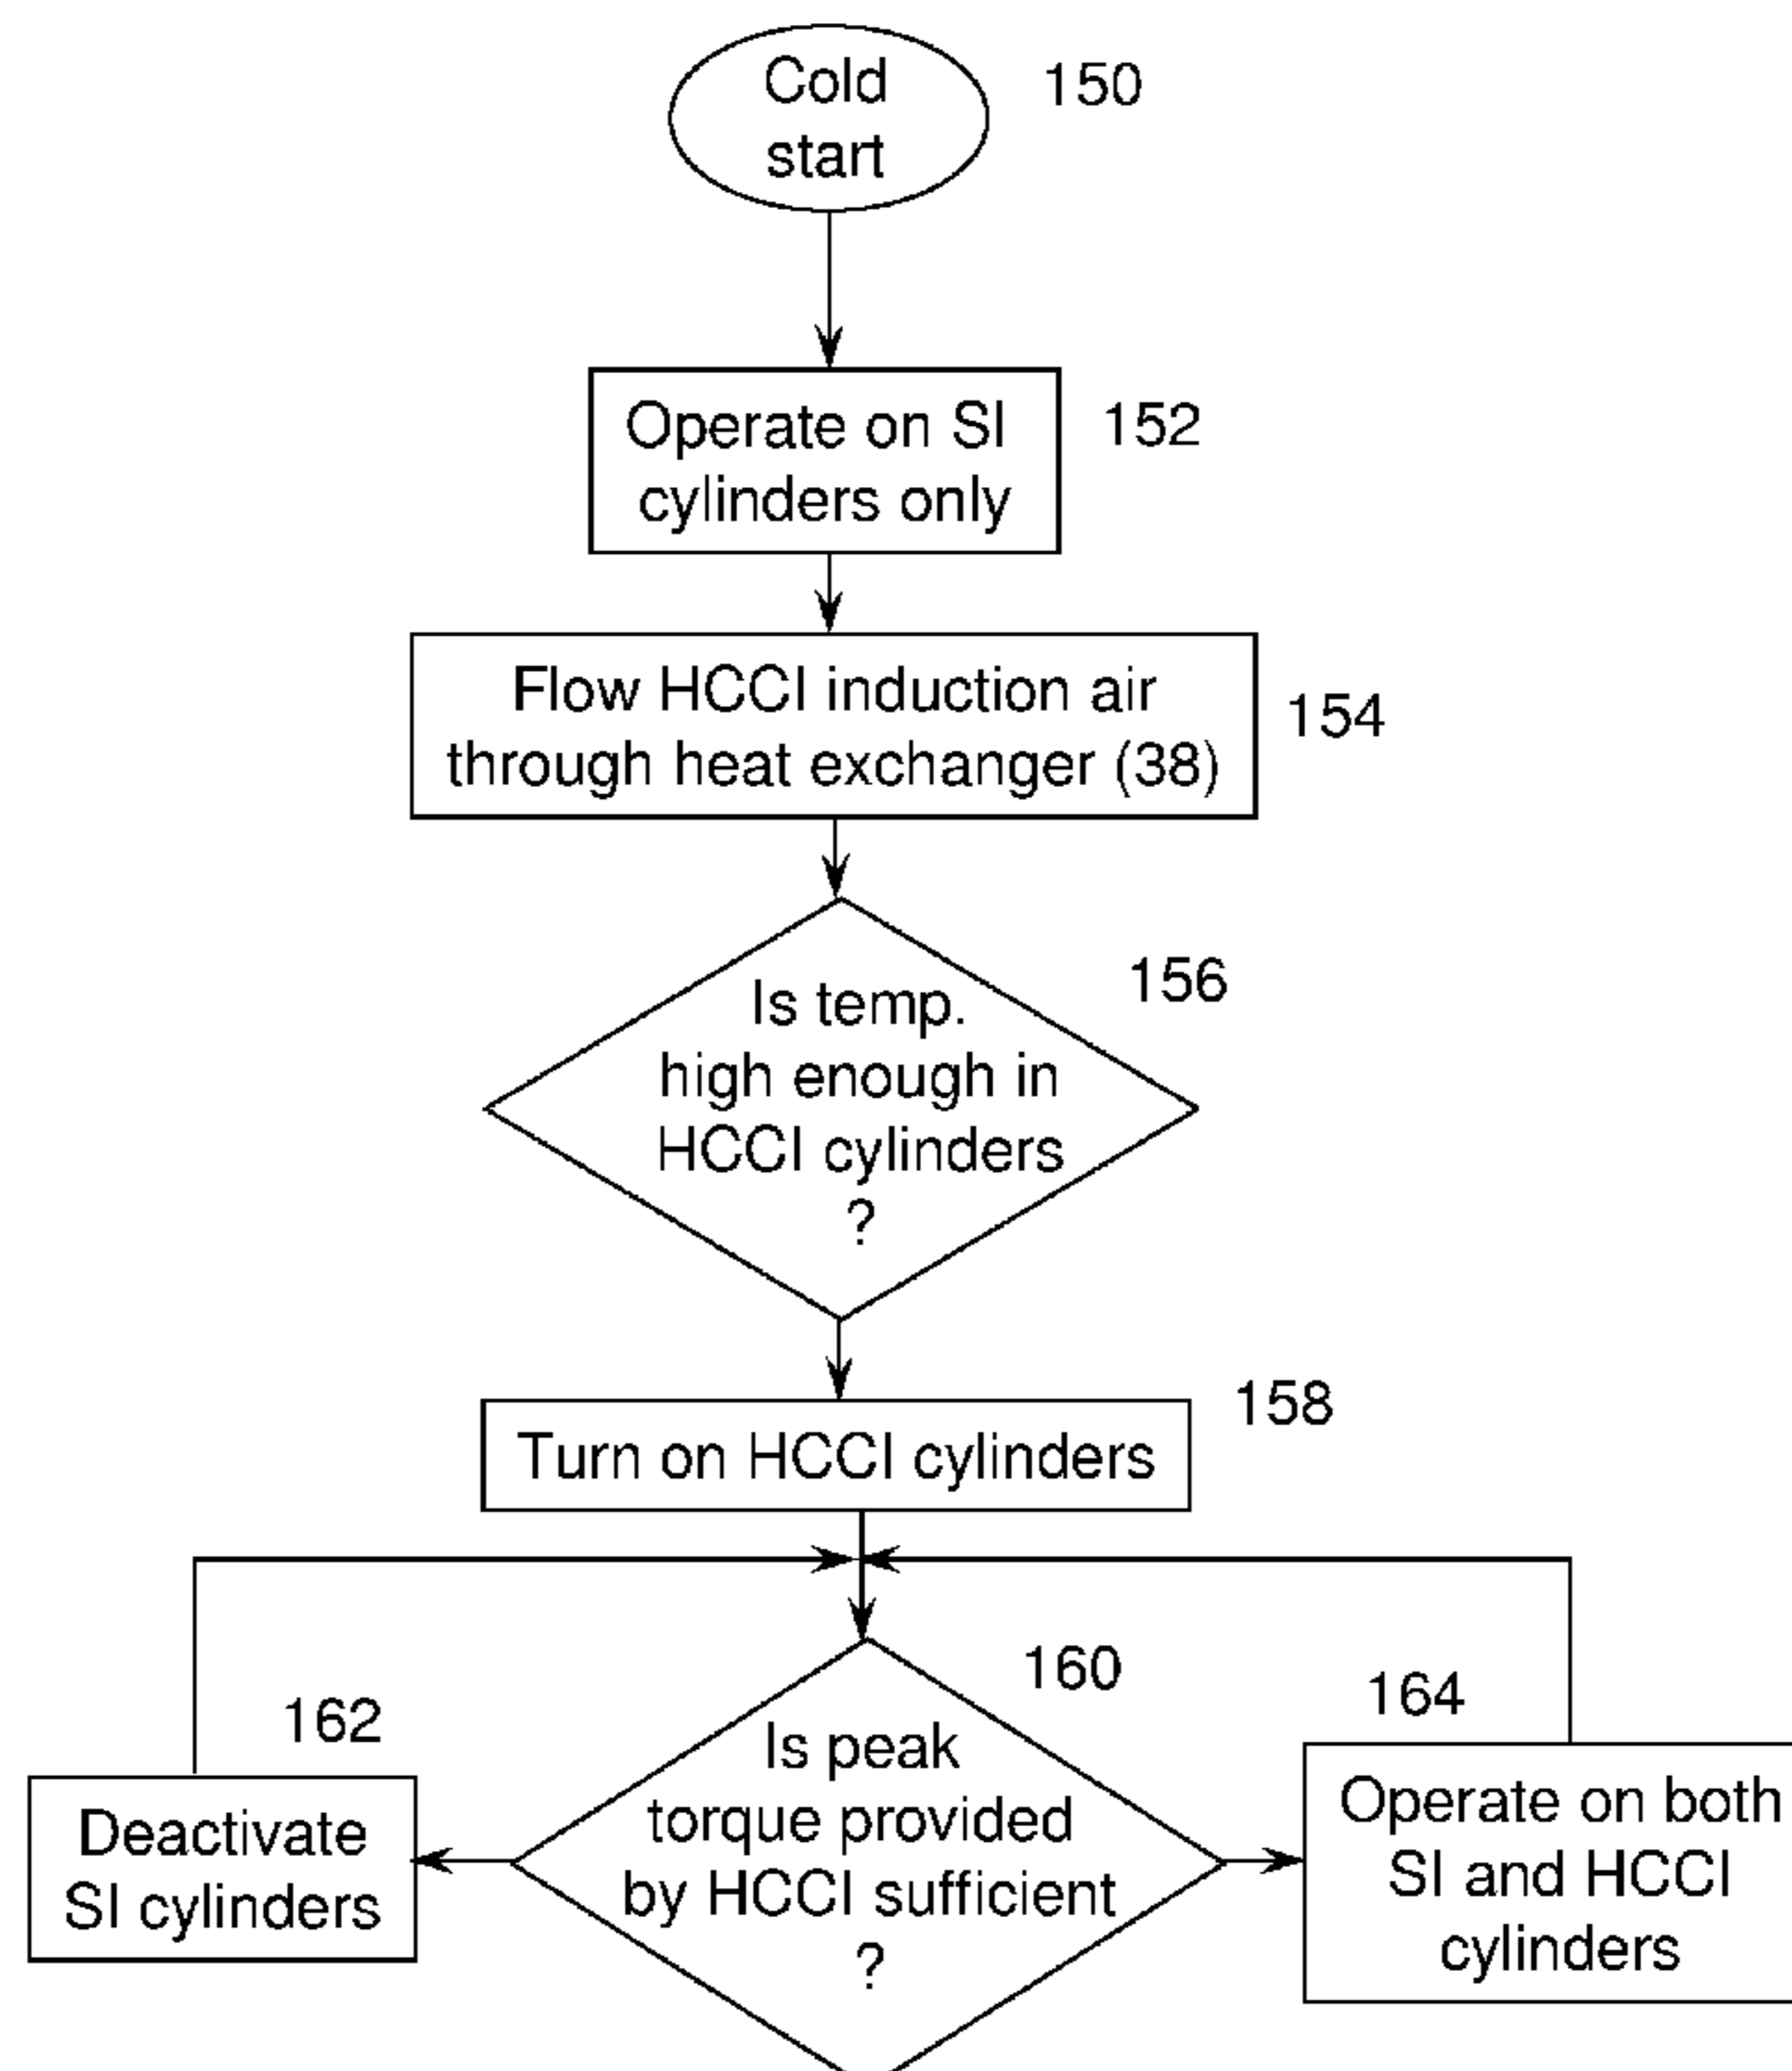 Cold
start
150
Operate on SI
cylinders only
152
Flow HCCI induction air
through heat exchanger (38)
154
156
Is temp.
high enough in
HCCI cylinders
?
158
Turn on HCCI cylinders
160
162
164
Is peak
torque provided
by HCCI sufficient
?
Deactivate
SI cylinders
Operate on both
SI and HCCI
cylinders